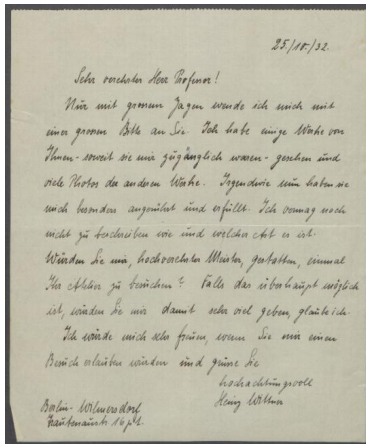 25./10./32.
Sehr verehrter Herr Professor!
Nur mit grossem Zagen wende ich mich mit
einer grossen Bitte an Sie. Ich habe einige Werke von
Ihnen - soweit sie mir zugänglich waren - gesehen und
viele Photos der anderen Werke. Irgendwie nun haben sie
mich besonders angerührt und erfüllt. Ich vermag noch
nicht zu beschreiben wie und welcher Art es ist.
Würden Sie mir, hochverehrter Meister, gestatten, einmal
Ihr Atelier zu besuchen? Falls das überhaupt möglich
ist, würden Sie mir damit sehr viel geben, glaube ich.
Ich würde mich sehr freuen, wenn Sie mir einen
Besuch erlauben würden und grüsse Sie
hochachtungsvoll
Heinz Wittner
Berlin-Wilmersdorf
Trautenaustr. 16